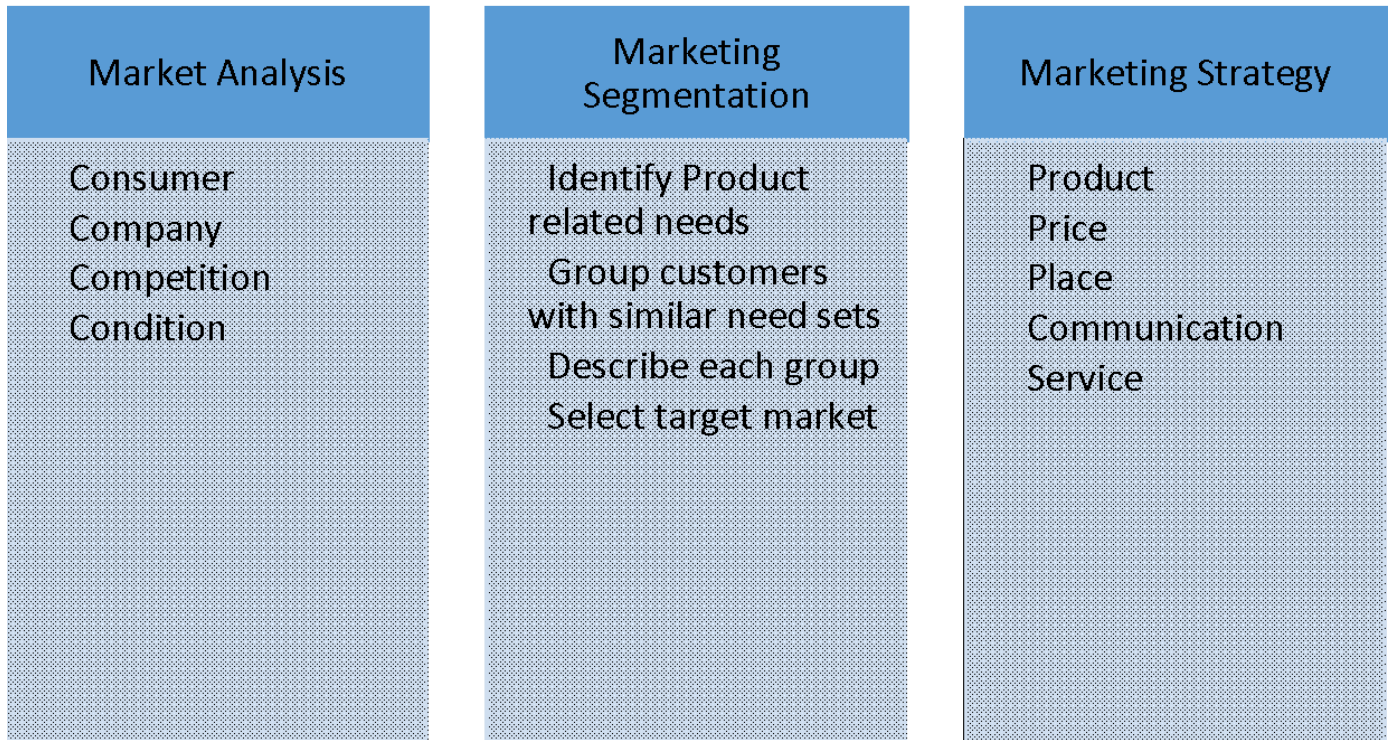 Market Analysis
Consumer
Company
Competition
Condition
Marketing
Segmentation
Identify Product
related needs
Group customers
with similar need sets
Describe each group
Select target market
Marketing Strategy
Product
Price
Place
Communication
Service